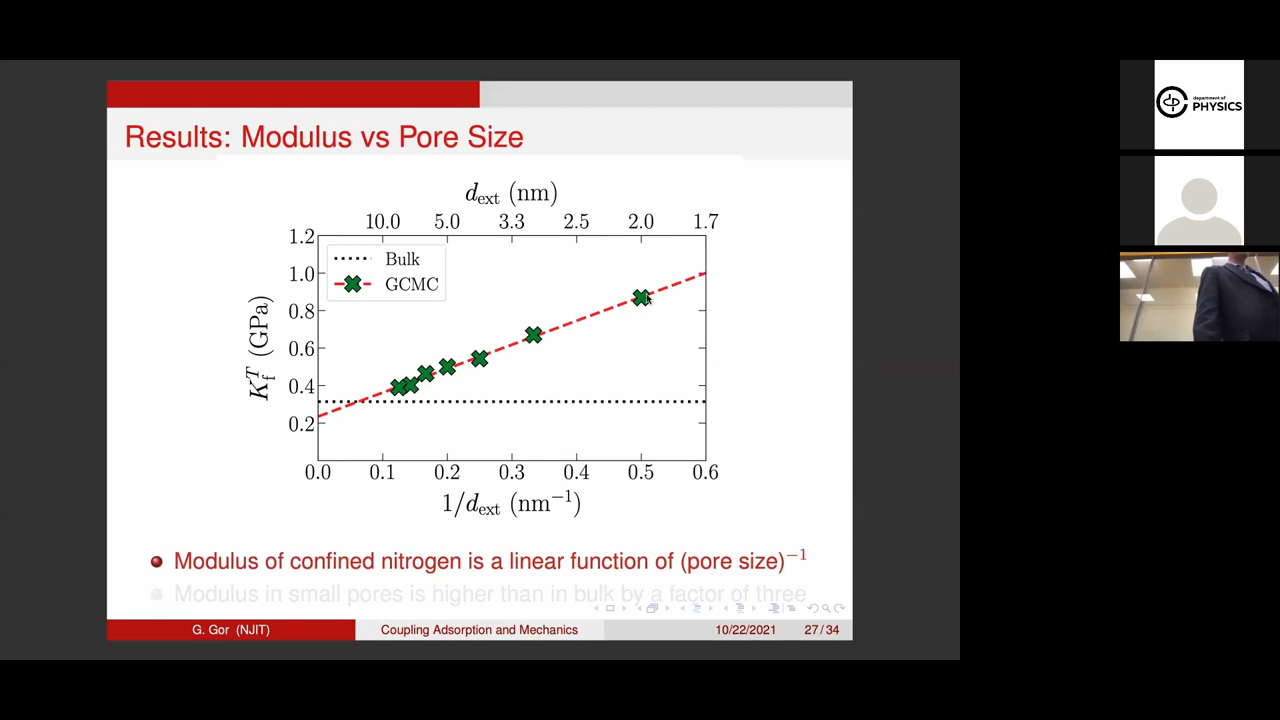 Results: Modulus vs Pore Size
d_ext (nm)
10.0 5.0 3.3 2.5 2.0 1.7
1.2
1.0
0.8
0.6
0.4
0.2
K_f^T (GPa)
Bulk
GCMC
0.0 0.1 0.2 0.3 0.4 0.5 0.6
1/d_ext (nm⁻¹)
Modulus of confined nitrogen is a linear function of (pore size)⁻¹
Modulus in small pores is higher than in bulk by a factor of three
G. Gor (NJIT) Coupling Adsorption and Mechanics 10/22/2021 27 / 34
department of
PHYSICS